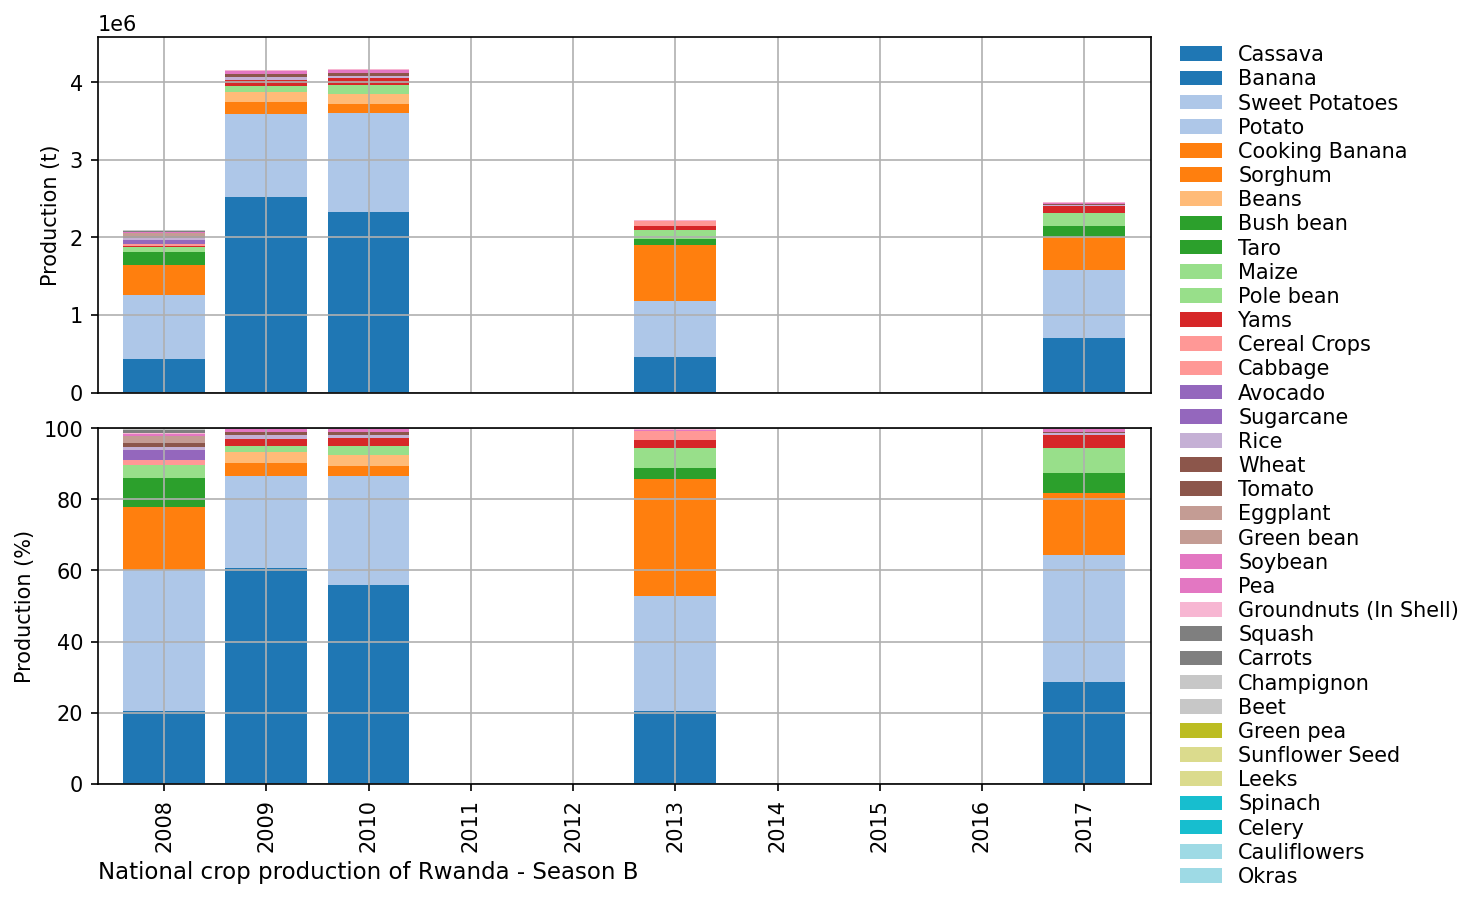 1e6
4
3
2
1
0
Production (t)
100
80
60
40
20
0
Production (%)
2008
2009
2010
2011
2012
2013
2014
2015
2016
2017
National crop production of Rwanda - Season B
Cassava
Banana
Sweet Potatoes
Potato
Cooking Banana
Sorghum
Beans
Bush bean
Taro
Maize
Pole bean
Yams
Cereal Crops
Cabbage
Avocado
Sugarcane
Rice
Wheat
Tomato
Eggplant
Green bean
Soybean
Pea
Groundnuts (In Shell)
Squash
Carrots
Champignon
Beet
Green pea
Sunflower Seed
Leeks
Spinach
Celery
Cauliflowers
Okras